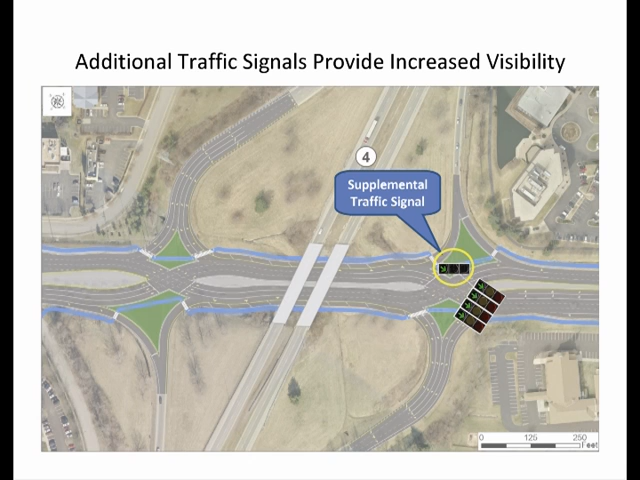 Additional Traffic Signals Provide Increased Visibility
4
Supplemental
Traffic Signal
0 125 250
Feet